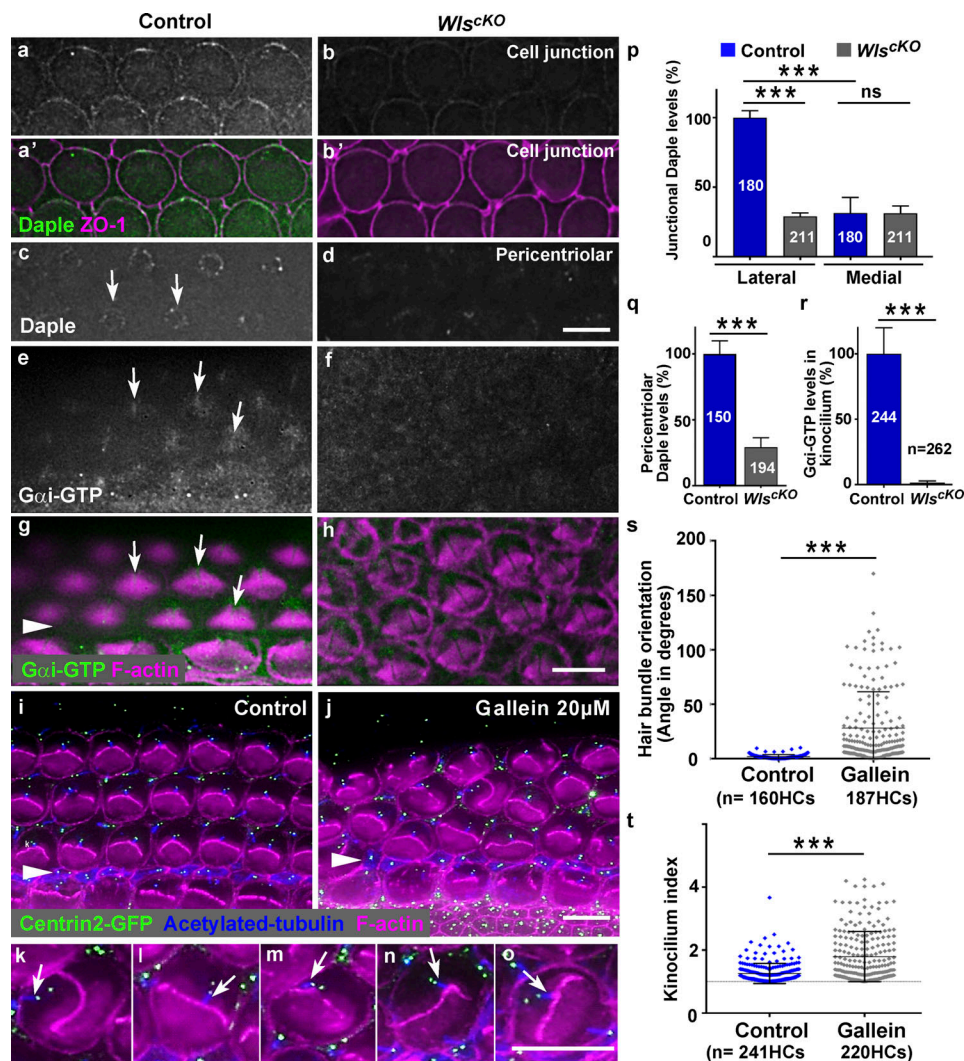 Control
Wls^cKO
a
b
Cell junction
a'
b'
Cell junction
Daple ZO-1
c
d
Pericentriolar
Daple
e
f
Gαi-GTP
g
h
Gαi-GTP F-actin
i
Control
j
Gallein 20μM
Centrin2-GFP Acetylated-tubulin F-actin
k
l
m
n
o
p
Control
Wls^cKO
Junctional Daple levels (%)
100
50
0
***
***
ns
180
211
180
211
Lateral
Medial
q
Pericentriolar
Daple levels (%)
100
50
0
***
150
194
Control Wls^cKO
r
Gαi-GTP levels in
kinocilium (%)
100
50
0
***
244
n=262
Control Wls^cKO
s
Hair bundle orientation
(Angle in degrees)
200
150
100
50
0
***
Control
Gallein
(n= 160HCs
187HCs)
t
Kinocilium index
4
2
1
0
***
Control
Gallein
(n= 241HCs
220HCs)